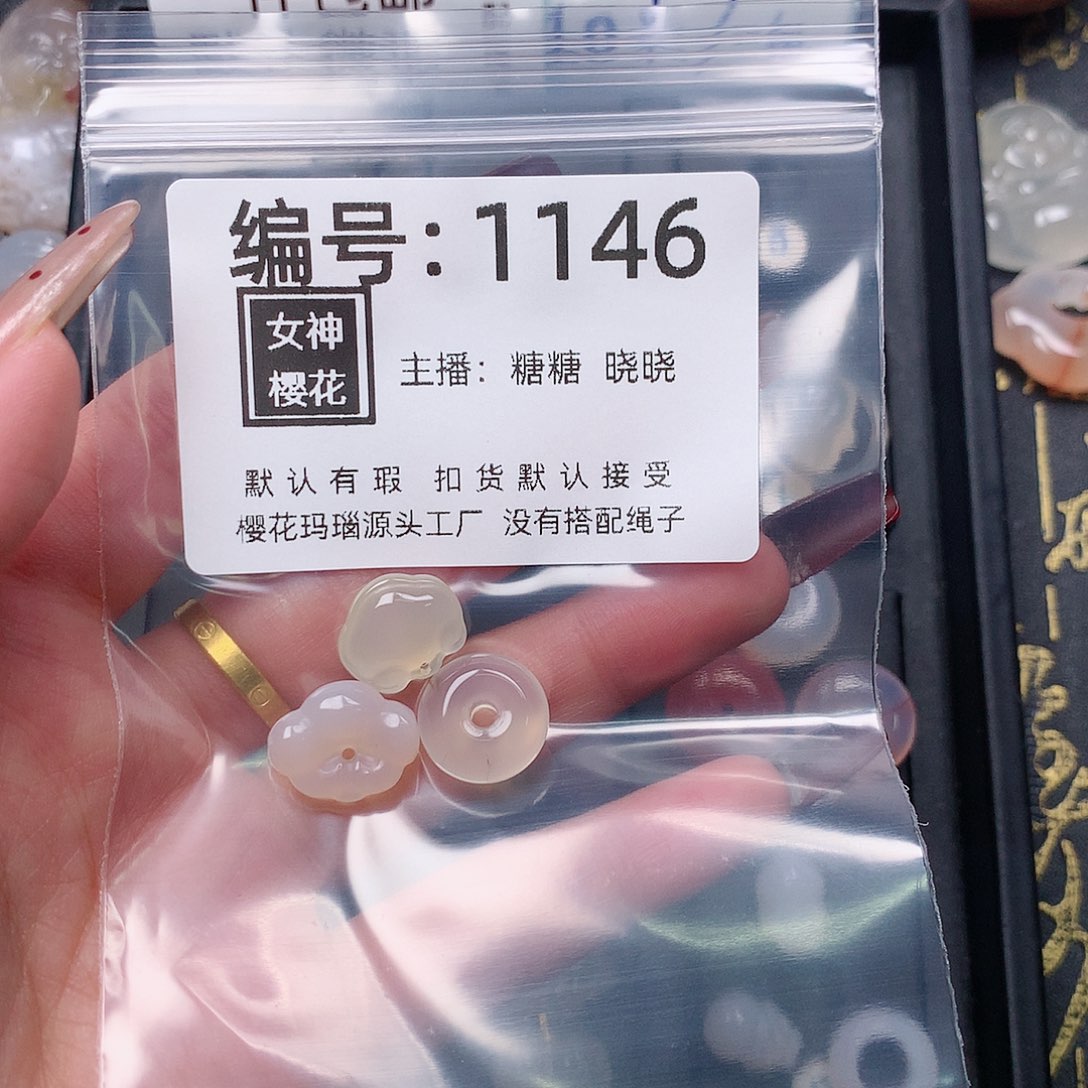 编号：1146
女神
樱花
主播：糖糖 晓晓
默认有瑕 扣货默认接受
樱花玛瑙源头工厂 没有搭配绳子